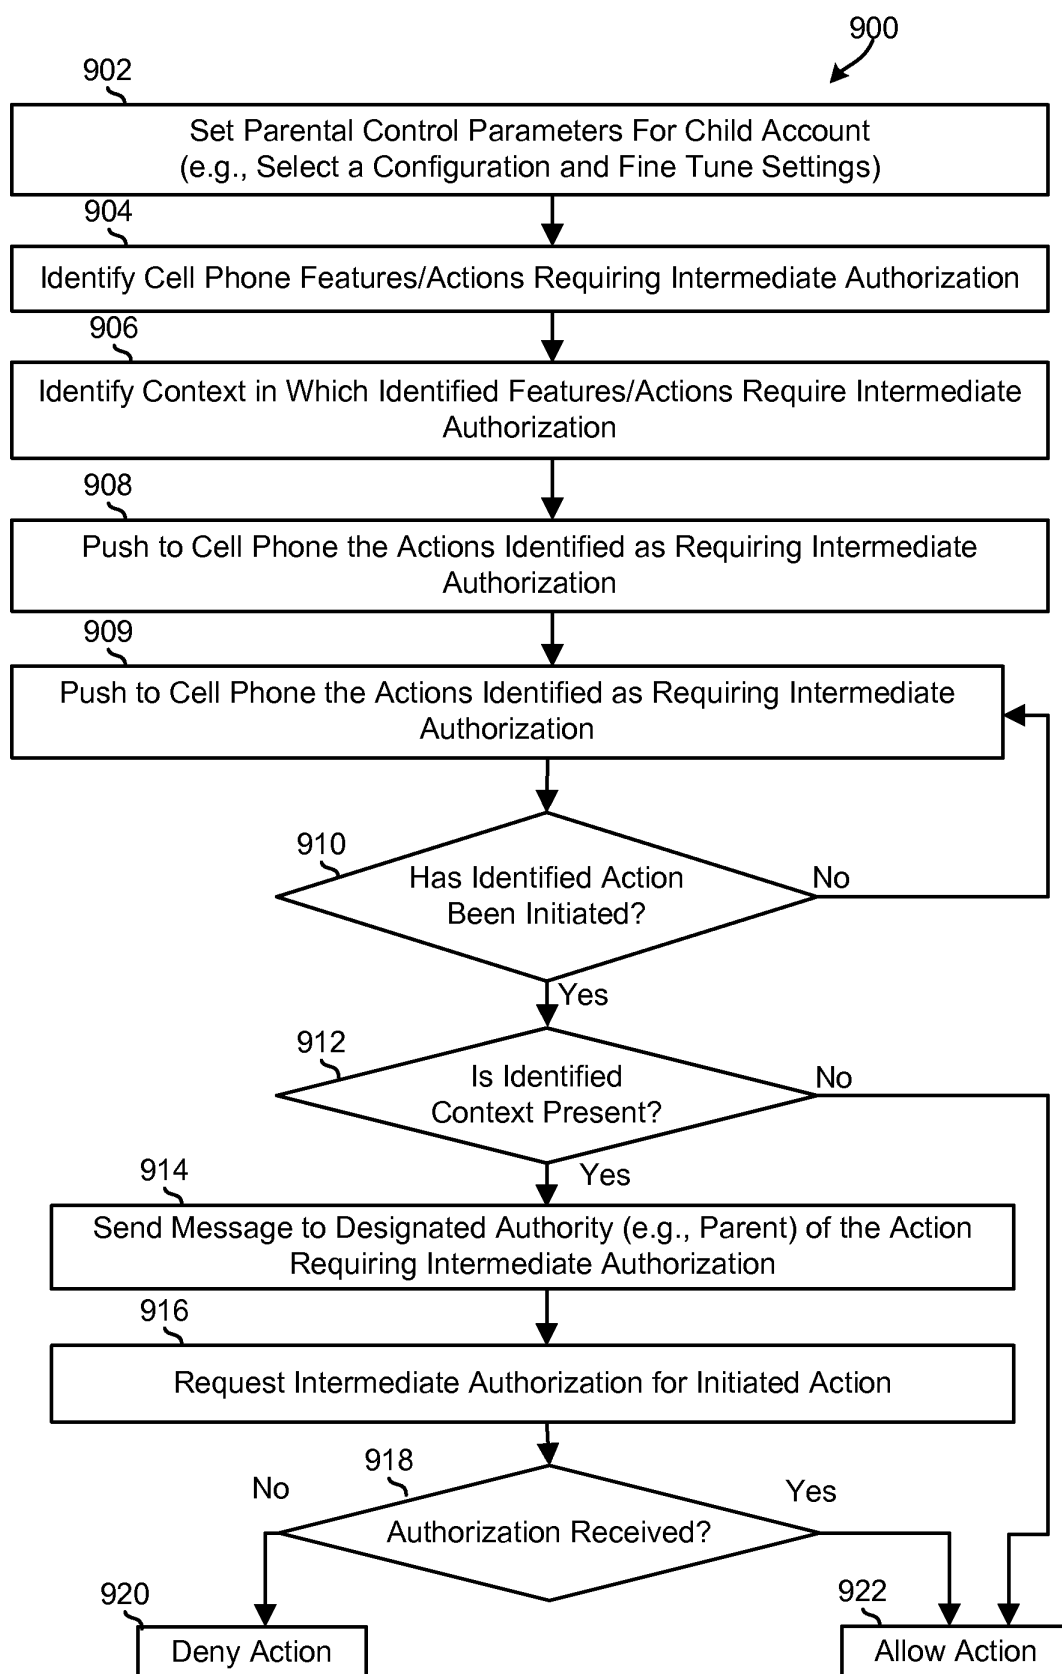 900
902
Set Parental Control Parameters For Child Account
(e.g., Select a Configuration and Fine Tune Settings)
904
Identify Cell Phone Features/Actions Requiring Intermediate Authorization
906
Identify Context in Which Identified Features/Actions Require Intermediate
Authorization
908
Push to Cell Phone the Actions Identified as Requiring Intermediate
Authorization
909
Push to Cell Phone the Actions Identified as Requiring Intermediate
Authorization
910
Has Identified Action
Been Initiated?
No
Yes
912
Is Identified
Context Present?
No
Yes
914
Send Message to Designated Authority (e.g., Parent) of the Action
Requiring Intermediate Authorization
916
Request Intermediate Authorization for Initiated Action
918
No
Yes
Authorization Received?
920
Deny Action
922
Allow Action